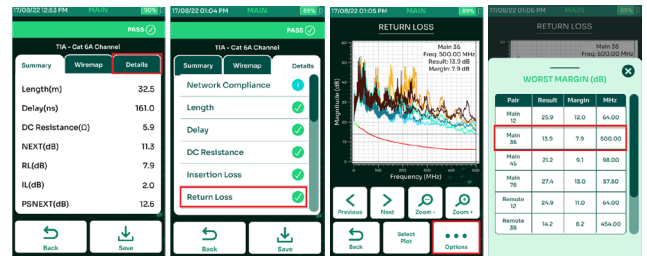 17/08/22 12:53 PM MAIN 90%
PASS
TIA - Cat 6A Channel
Summary Wiremap Details
Length(m) 32.5
Delay(ns) 161.0
DC Resistance(Ω) 5.9
NEXT(dB) 11.3
RL(dB) 7.9
IL(dB) 2.0
PSNEXT(dB) 12.6
Back Save
17/08/22 01:04 PM MAIN 89%
PASS
TIA - Cat 6A Channel
Summary Wiremap Details
Network Compliance
Length
Delay
DC Resistance
Insertion Loss
Return Loss
Back Save
17/08/22 01:05 PM MAIN 89%
RETURN LOSS
Main 36
Freq: 500.00 MHz
Result: 13.9 dB
Margin: 7.9 dB
Magnitude (dB)
Frequency (MHz)
Previous Next Zoom - Zoom +
Back Select Plot Options
17/08/22 01:05 PM MAIN 89%
RETURN LOSS
Main 36
Freq: 500.00 MHz
WORST MARGIN (dB)
Pair Result Margin MHz
Main 12 25.9 12.0 64.00
Main 36 13.9 7.9 500.00
Main 45 21.2 9.1 98.00
Main 78 27.4 13.0 57.50
Remote 12 24.9 11.0 64.00
Remote 36 14.2 8.2 454.00